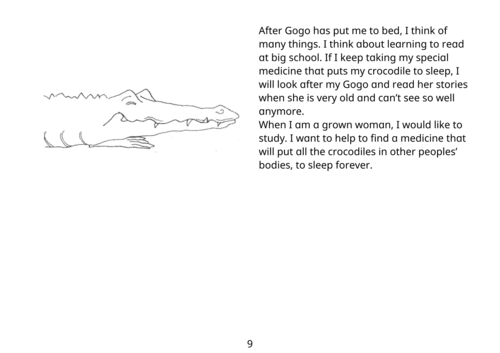 After Gogo has put me to bed, I think of
many things. I think about learning to read
at big school. If I keep taking my special
medicine that puts my crocodile to sleep, I
will look after my Gogo and read her stories
when she is very old and can’t see so well
anymore.
When I am a grown woman, I would like to
study. I want to help to find a medicine that
will put all the crocodiles in other peoples’
bodies, to sleep forever.
9